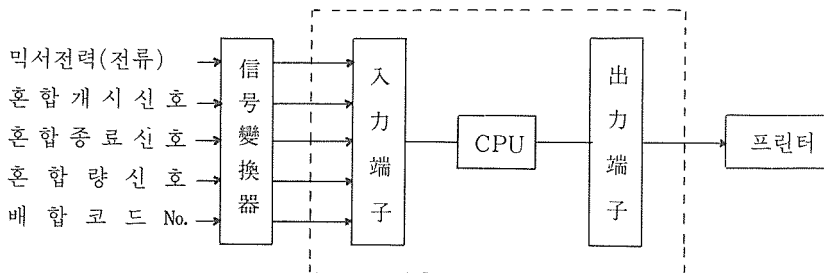 믹서전력(전류)
혼합개시신호
혼합종료신호
혼합량신호
배합코드 No.
信号變換器
入力端子
CPU
出力端子
프린터